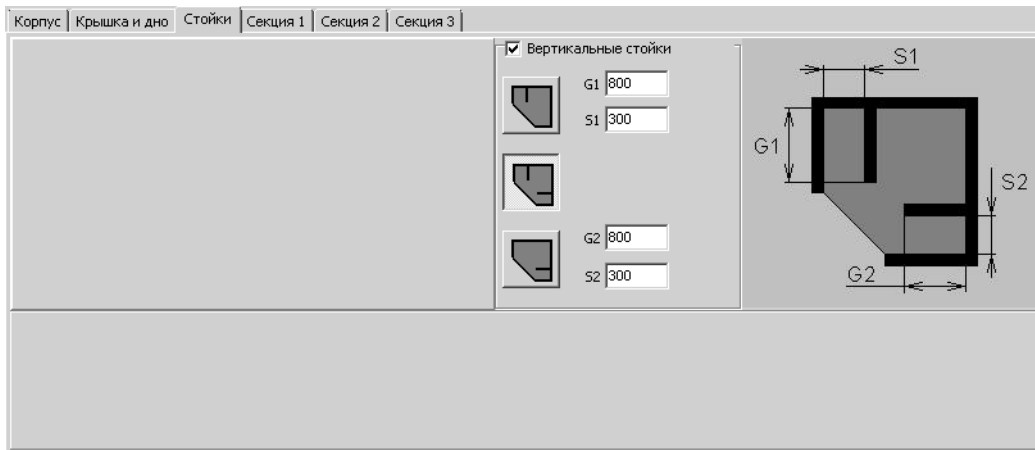 Корпус Крышка и дно Стойки Секция 1 Секция 2 Секция 3
Вертикальные стойки
G1 800
S1 300
G2 800
S2 300
S1
G1
S2
G2